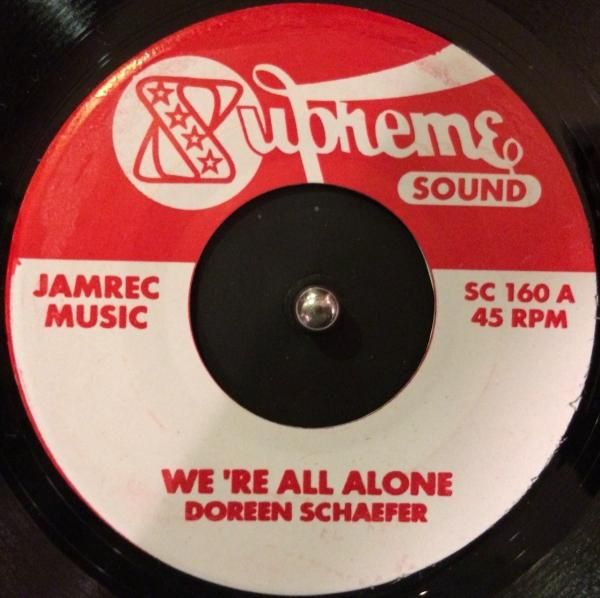 Supreme
SOUND
JAMREC
MUSIC
SC 160 A
45 RPM
WE 'RE ALL ALONE
DOREEN SCHAEFER